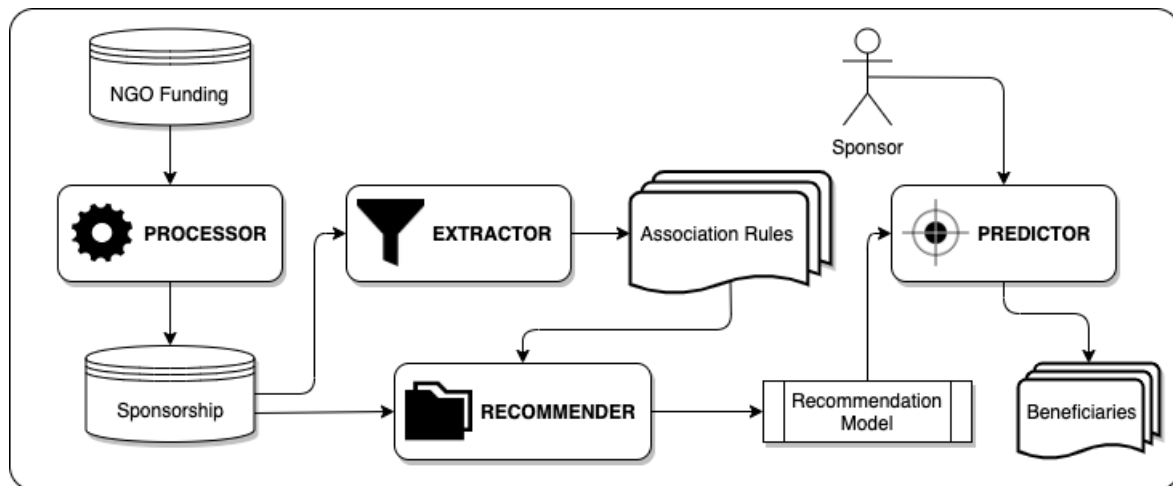 NGO Funding
Sponsor
PROCESSOR
EXTRACTOR
Association Rules
PREDICTOR
Sponsorship
RECOMMENDER
Recommendation
Model
Beneficiaries